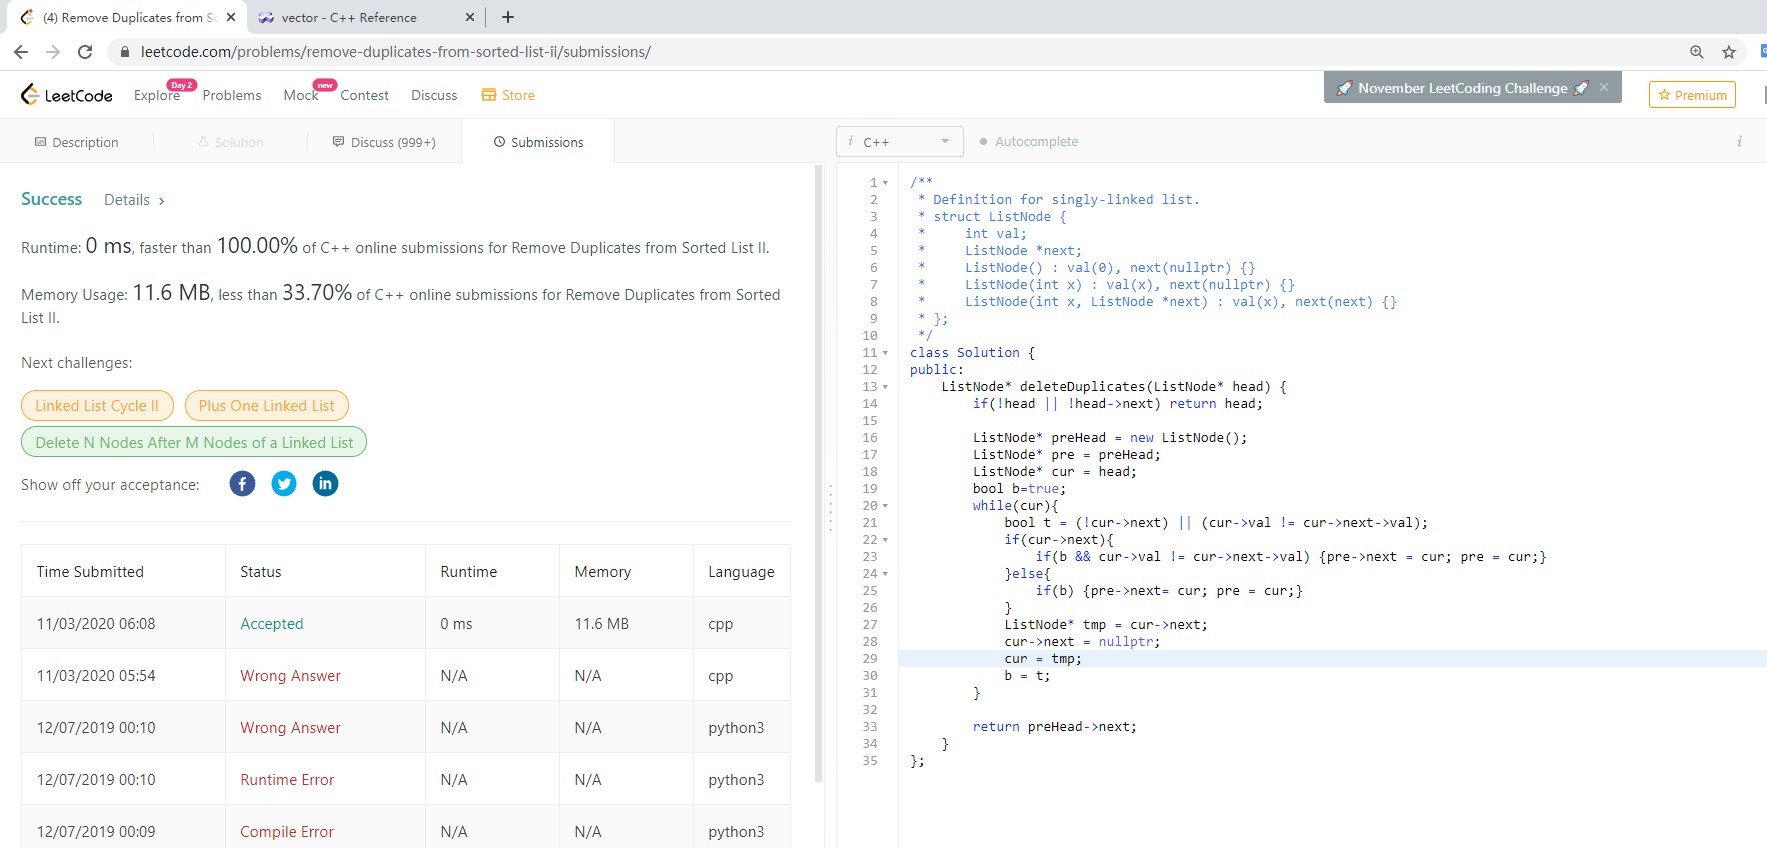 (4) Remove Duplicates from S
vector - C++ Reference
leetcode.com/problems/remove-duplicates-from-sorted-list-ii/submissions/
LeetCode
Explore
Day 2
Problems
Mock
new
Contest
Discuss
Store
November LeetCoding Challenge
Premium
Description
Solution
Discuss (999+)
Submissions
i C++
Autocomplete
i
Success
Details
Runtime: 0 ms, faster than 100.00% of C++ online submissions for Remove Duplicates from Sorted List II.
Memory Usage: 11.6 MB, less than 33.70% of C++ online submissions for Remove Duplicates from Sorted
List II.
Next challenges:
Linked List Cycle II
Plus One Linked List
Delete N Nodes After M Nodes of a Linked List
Show off your acceptance:
Time Submitted Status Runtime Memory Language
11/03/2020 06:08 Accepted 0 ms 11.6 MB cpp
11/03/2020 05:54 Wrong Answer N/A N/A cpp
12/07/2019 00:10 Wrong Answer N/A N/A python3
12/07/2019 00:10 Runtime Error N/A N/A python3
12/07/2019 00:09 Compile Error N/A N/A python3
1 /**
2 * Definition for singly-linked list.
3 * struct ListNode {
4 *     int val;
5 *     ListNode *next;
6 *     ListNode() : val(0), next(nullptr) {}
7 *     ListNode(int x) : val(x), next(nullptr) {}
8 *     ListNode(int x, ListNode *next) : val(x), next(next) {}
9 * };
10 */
11 class Solution {
12 public:
13     ListNode* deleteDuplicates(ListNode* head) {
14         if(!head || !head->next) return head;
15
16         ListNode* preHead = new ListNode();
17         ListNode* pre = preHead;
18         ListNode* cur = head;
19         bool b=true;
20         while(cur){
21             bool t = (!cur->next) || (cur->val != cur->next->val);
22             if(cur->next){
23                 if(b && cur->val != cur->next->val) {pre->next = cur; pre = cur;}
24             }else{
25                 if(b) {pre->next= cur; pre = cur;}
26             }
27             ListNode* tmp = cur->next;
28             cur->next = nullptr;
29             cur = tmp;
30             b = t;
31         }
32
33         return preHead->next;
34     }
35 };